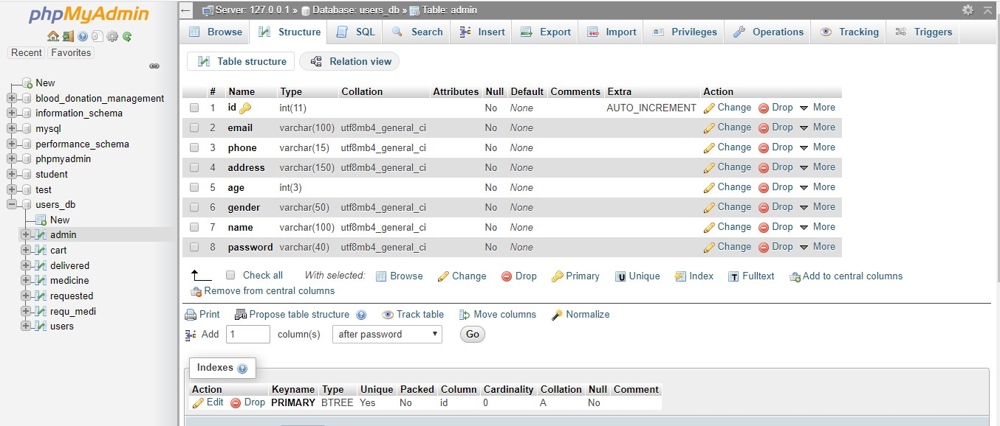 phpMyAdmin
Recent Favorites
New
blood_donation_management
information_schema
mysql
performance_schema
phpmyadmin
student
test
users_db
New
admin
cart
delivered
medicine
requested
requ_medi
users
Server: 127.0.0.1 » Database: users_db » Table: admin
Browse Structure SQL Search Insert Export Import Privileges Operations Tracking Triggers
Table structure Relation view
# Name Type Collation Attributes Null Default Comments Extra Action
1 id int(11) No None AUTO_INCREMENT Change Drop More
2 email varchar(100) utf8mb4_general_ci No None Change Drop More
3 phone varchar(15) utf8mb4_general_ci No None Change Drop More
4 address varchar(150) utf8mb4_general_ci No None Change Drop More
5 age int(3) No None Change Drop More
6 gender varchar(50) utf8mb4_general_ci No None Change Drop More
7 name varchar(100) utf8mb4_general_ci No None Change Drop More
8 password varchar(40) utf8mb4_general_ci No None Change Drop More
Check all With selected: Browse Change Drop Primary Unique Index Fulltext Add to central columns
Remove from central columns
Print Propose table structure Track table Move columns Normalize
Add 1 column(s) after password Go
Indexes
Action Keyname Type Unique Packed Column Cardinality Collation Null Comment
Edit Drop PRIMARY BTREE Yes No id 0 A No